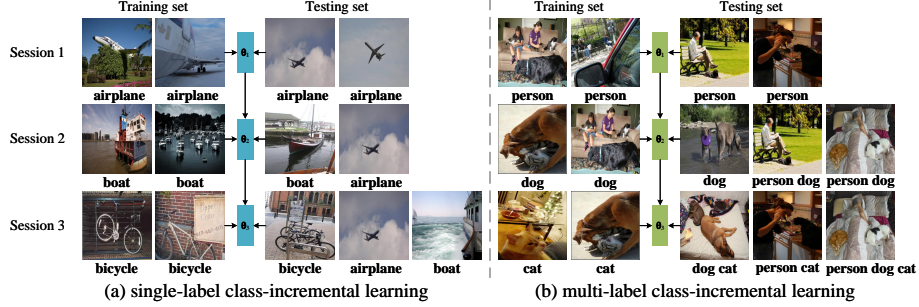 Training set Testing set Training set Testing set
Session 1 θ₁ θ₁
airplane airplane airplane airplane person person person person
Session 2 θ₂ θ₂
boat boat boat airplane dog dog dog person dog person dog
Session 3 θ₃ θ₃
bicycle bicycle bicycle airplane boat cat cat dog cat person cat person dog cat
(a) single-label class-incremental learning (b) multi-label class-incremental learning